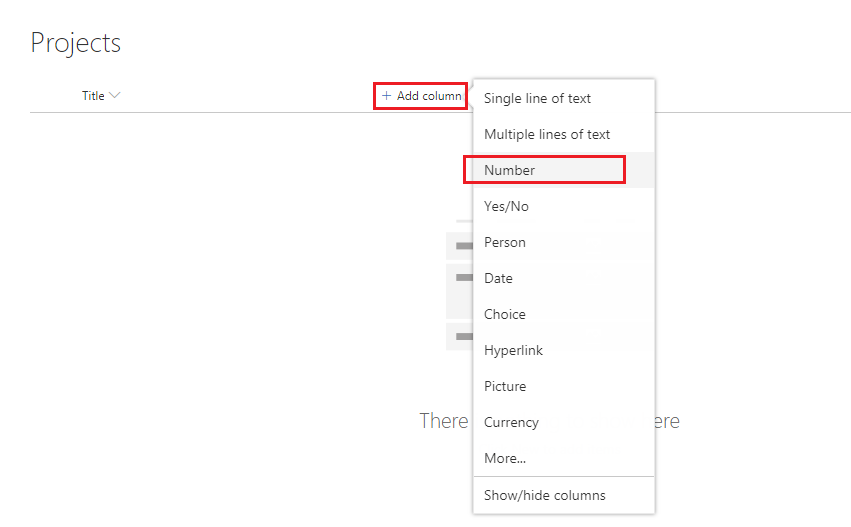 Projects
Title
+ Add column
Single line of text
Multiple lines of text
Number
Yes/No
Person
Date
Choice
Hyperlink
Picture
There ere
Currency
More...
Show/hide columns